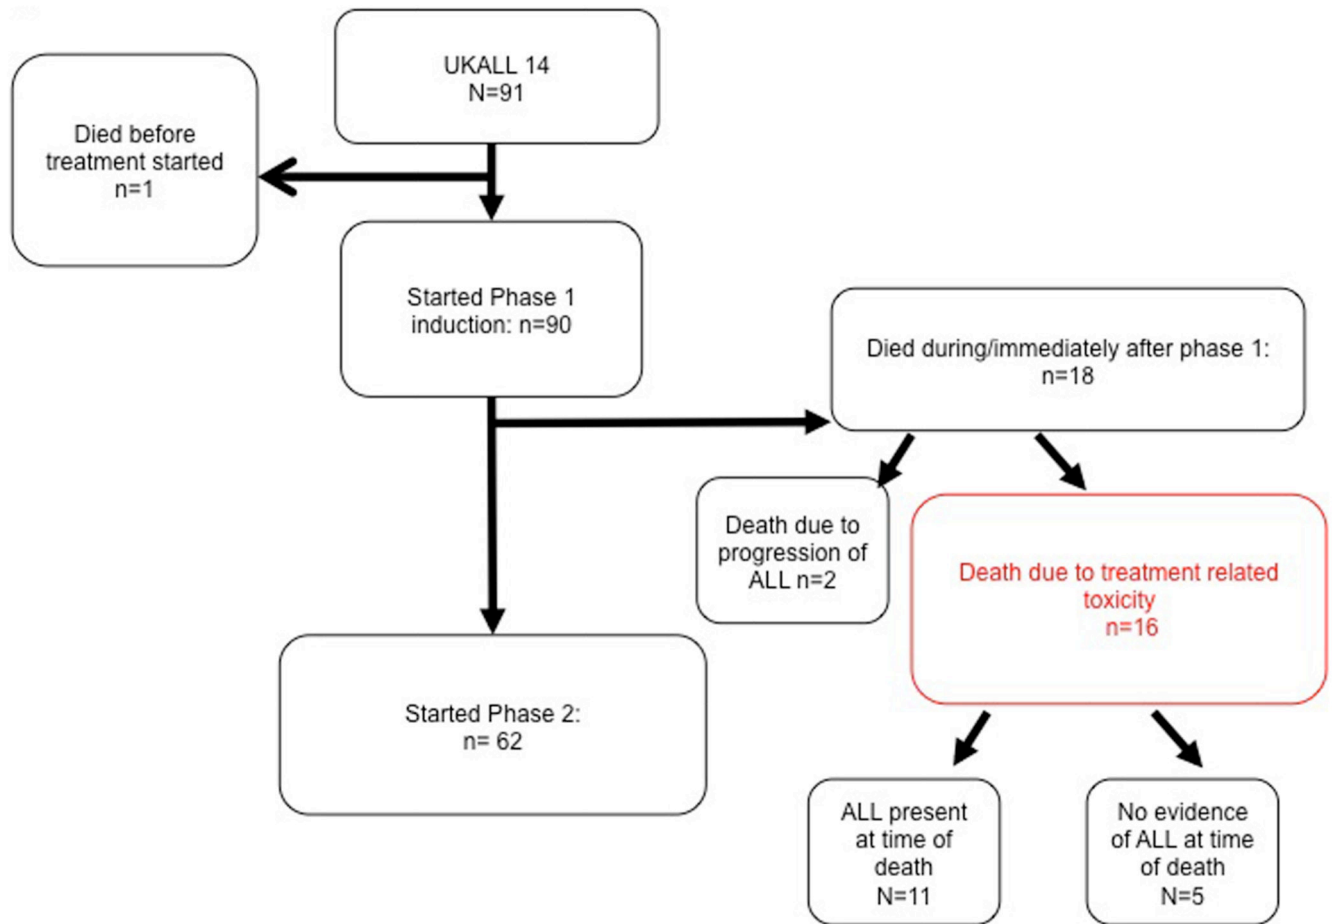 UKALL 14
N=91
Died before
treatment started
n=1
Started Phase 1
induction: n=90
Died during/immediately after phase 1:
n=18
Death due to
progression of
ALL n=2
Death due to treatment related
toxicity
n=16
Started Phase 2:
n= 62
ALL present
at time of
death
N=11
No evidence
of ALL at time
of death
N=5